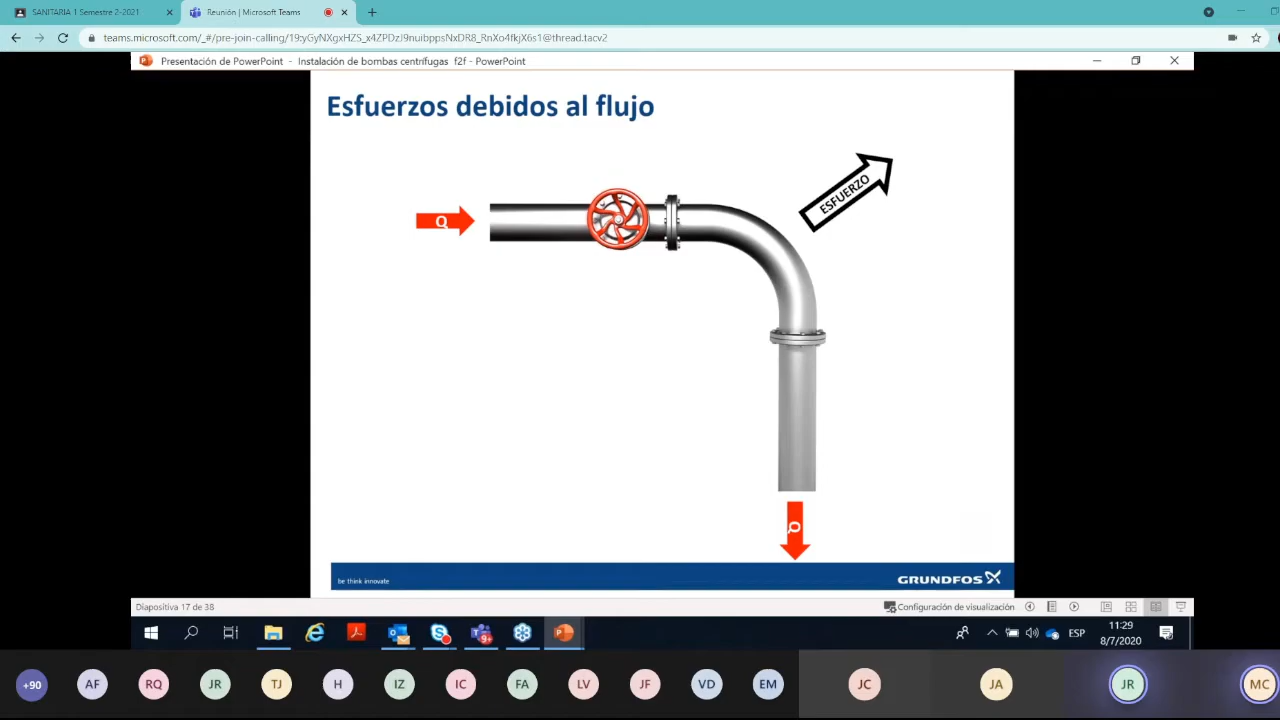 SANITARIA 1 Semestre 2-2021
Reunión | Microsoft Teams
teams.microsoft.com/_#/pre-join-calling/19:yGyNXgxHZS_x4ZPDzJ9nuibppsNxDR8_RnXo4fkjX6s1@thread.tacv2
Presentación de PowerPoint - Instalación de bombas centrífugas f2f - PowerPoint
Esfuerzos debidos al flujo
ESFUERZO
Q
Q
be think innovate
GRUNDFOS
Diapositiva 17 de 38
Configuración de visualización
ESP
11:29
8/7/2020
9+
+90
AF
RQ
JR
TJ
H
IZ
IC
FA
LV
JF
VD
EM
JC
JA
JR
MC